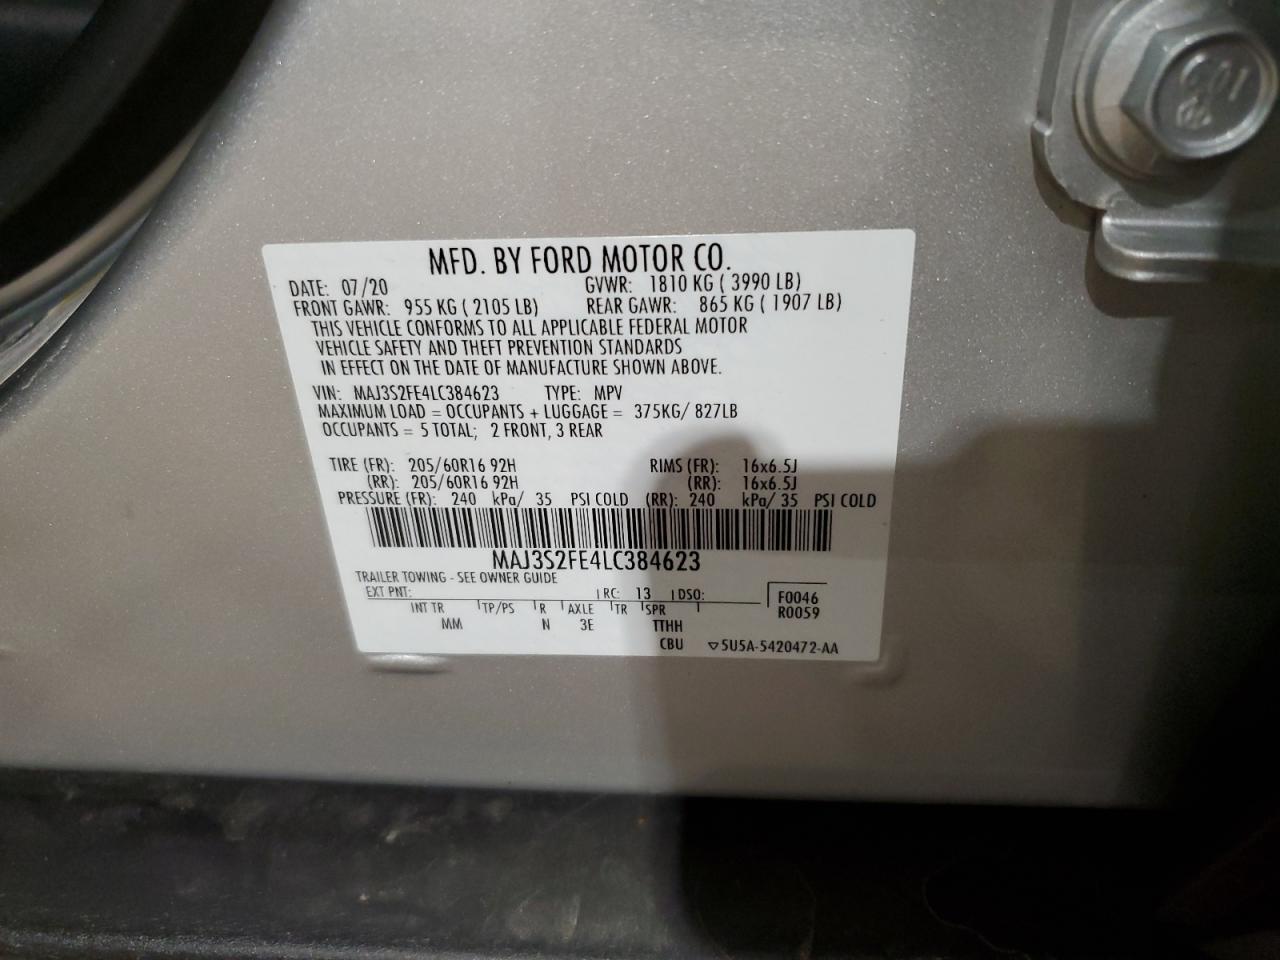 MFD. BY FORD MOTOR CO.
DATE: 07/20 GVWR: 1810 KG ( 3990 LB)
FRONT GAWR: 955 KG ( 2105 LB) REAR GAWR: 865 KG ( 1907 LB)
THIS VEHICLE CONFORMS TO ALL APPLICABLE FEDERAL MOTOR
VEHICLE SAFETY AND THEFT PREVENTION STANDARDS
IN EFFECT ON THE DATE OF MANUFACTURE SHOWN ABOVE.
VIN: MAJ3S2FE4LC384623 TYPE: MPV
MAXIMUM LOAD = OCCUPANTS + LUGGAGE = 375KG/ 827LB
OCCUPANTS = 5 TOTAL; 2 FRONT, 3 REAR
TIRE (FR): 205/60R16 92H RIMS (FR): 16x6.5J
(RR): 205/60R16 92H (RR): 16x6.5J
PRESSURE (FR): 240 kPa/ 35 PSI COLD (RR): 240 kPa/ 35 PSI COLD
MAJ3S2FE4LC384623
TRAILER TOWING - SEE OWNER GUIDE
EXT PNT: RC: 13 DSO: F0046
INT TR TP/PS R AXLE TR SPR R0059
MM N 3E TTHH
CBU ▽5U5A-5420472-AA